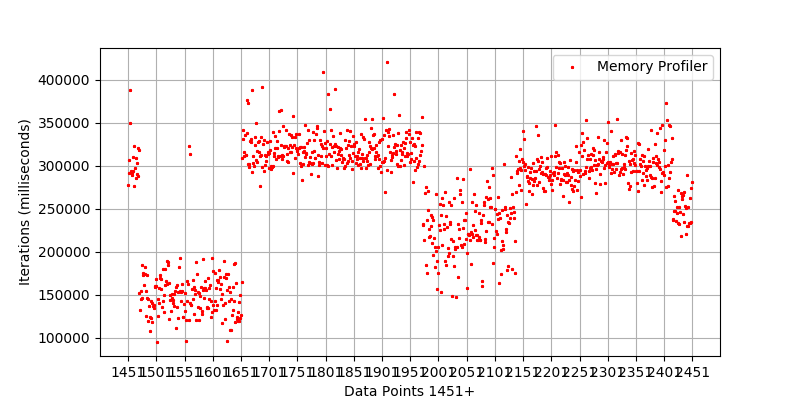 Memory Profiler
400000
350000
300000
250000
200000
150000
100000
Iterations (milliseconds)
1451 1501 1551 1601 1651 1701 1751 1801 1851 1901 1951 2001 2051 2101 2151 2201 2251 2301 2351 2401 2451
Data Points 1451+